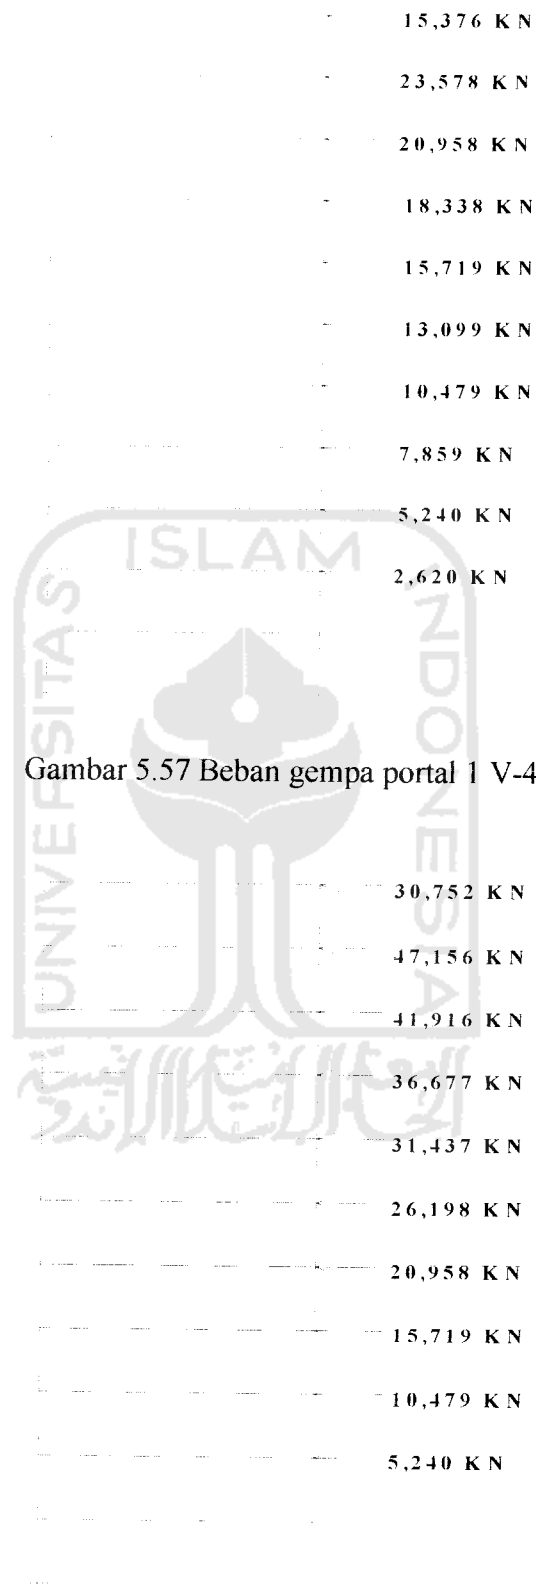 15,376 KN
23,578 KN
20,958 KN
18,338 KN
15,719 KN
13,099 KN
10,479 KN
7,859 KN
5,240 KN
2,620 KN
ISLAM
UNIVERSITAS
INDONESIA
Gambar 5.57 Beban gempa portal 1 V-4
30,752 KN
47,156 KN
41,916 KN
36,677 KN
31,437 KN
26,198 KN
20,958 KN
15,719 KN
10,479 KN
5,240 KN